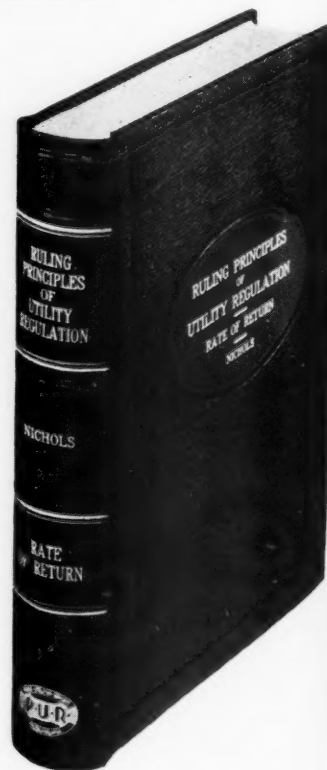 RULING
PRINCIPLES
OF
UTILITY
REGULATION
NICHOLS
RATE
OF RETURN
P·U·R
RULING PRINCIPLES
OF
UTILITY REGULATION
RATE OF RETURN
NICHOLS